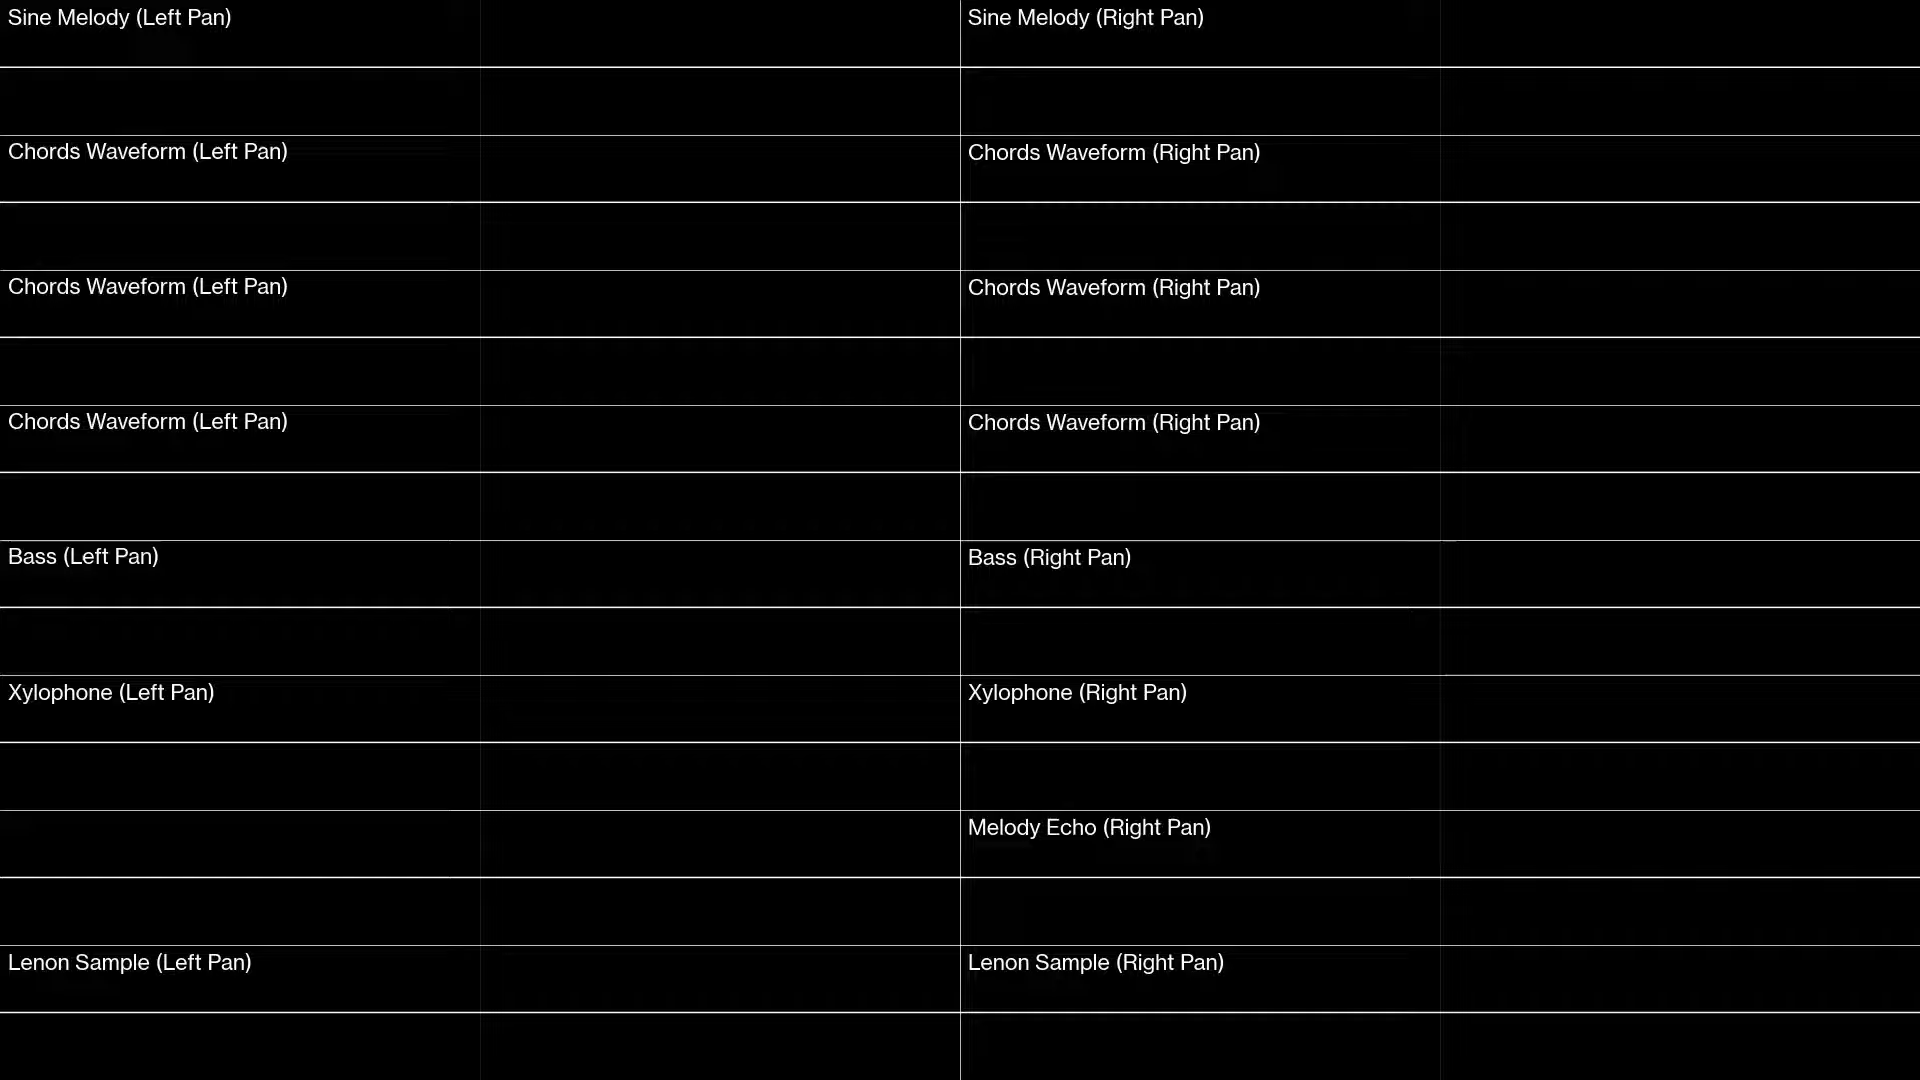 Sine Melody (Left Pan)
Sine Melody (Right Pan)
Chords Waveform (Left Pan)
Chords Waveform (Right Pan)
Chords Waveform (Left Pan)
Chords Waveform (Right Pan)
Chords Waveform (Left Pan)
Chords Waveform (Right Pan)
Bass (Left Pan)
Bass (Right Pan)
Xylophone (Left Pan)
Xylophone (Right Pan)
Melody Echo (Right Pan)
Lenon Sample (Left Pan)
Lenon Sample (Right Pan)